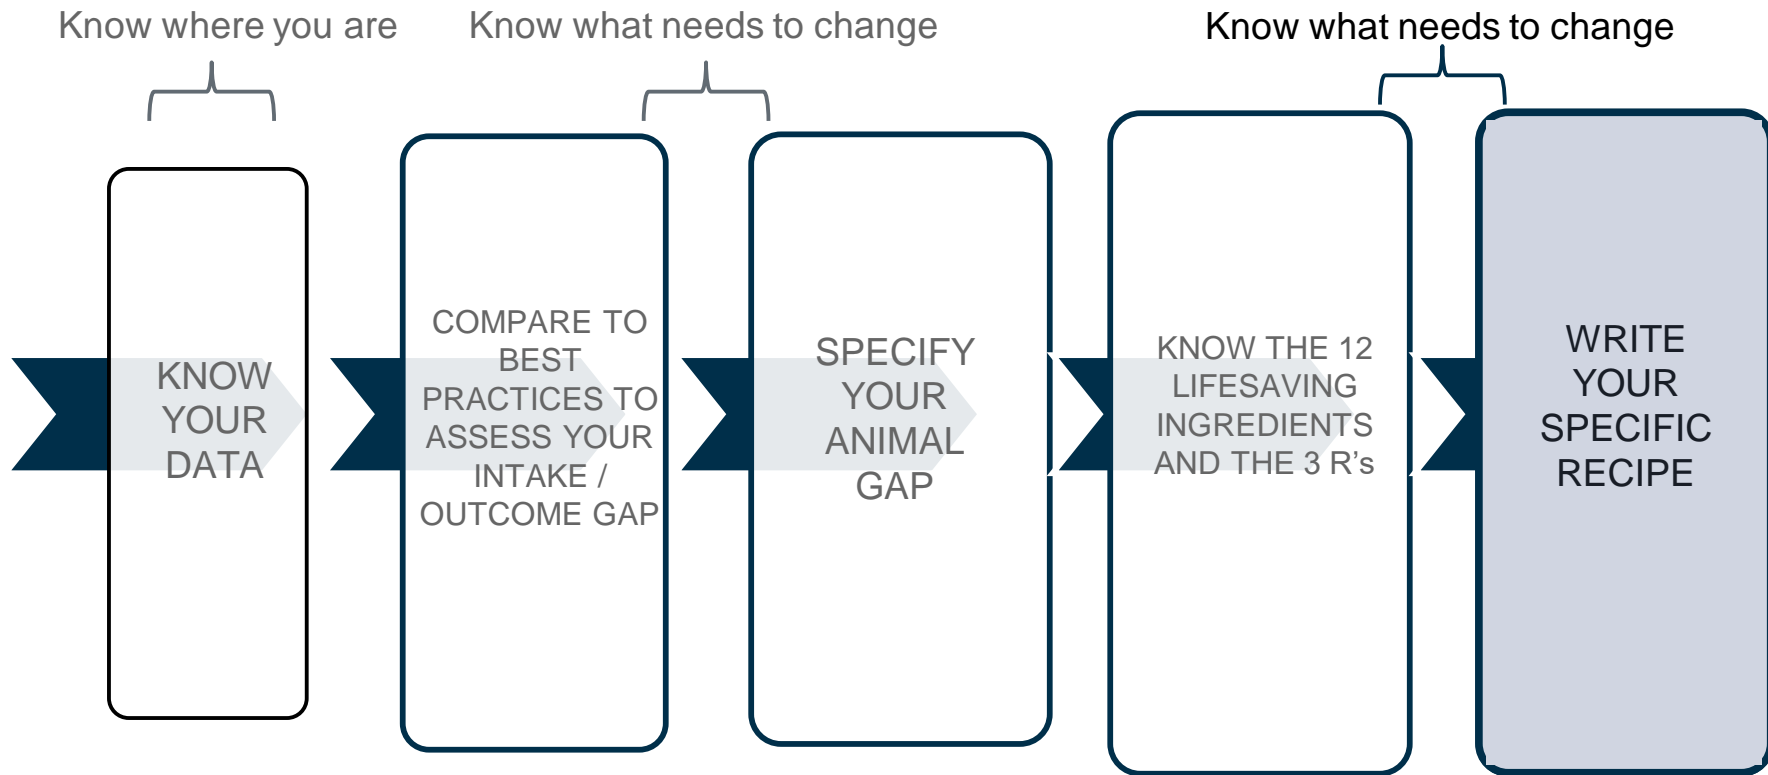 Know where you are
Know what needs to change
Know what needs to change
KNOW
YOUR
DATA
COMPARE TO
BEST
PRACTICES TO
ASSESS YOUR
INTAKE /
OUTCOME GAP
SPECIFY
YOUR
ANIMAL
GAP
KNOW THE 12
LIFESAVING
INGREDIENTS
AND THE 3 R's
WRITE
YOUR
SPECIFIC
RECIPE